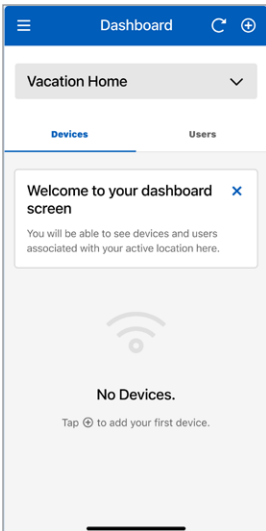 Dashboard
Vacation Home
Devices Users
Welcome to your dashboard
screen
You will be able to see devices and users
associated with your active location here.
No Devices.
Tap ⊕ to add your first device.